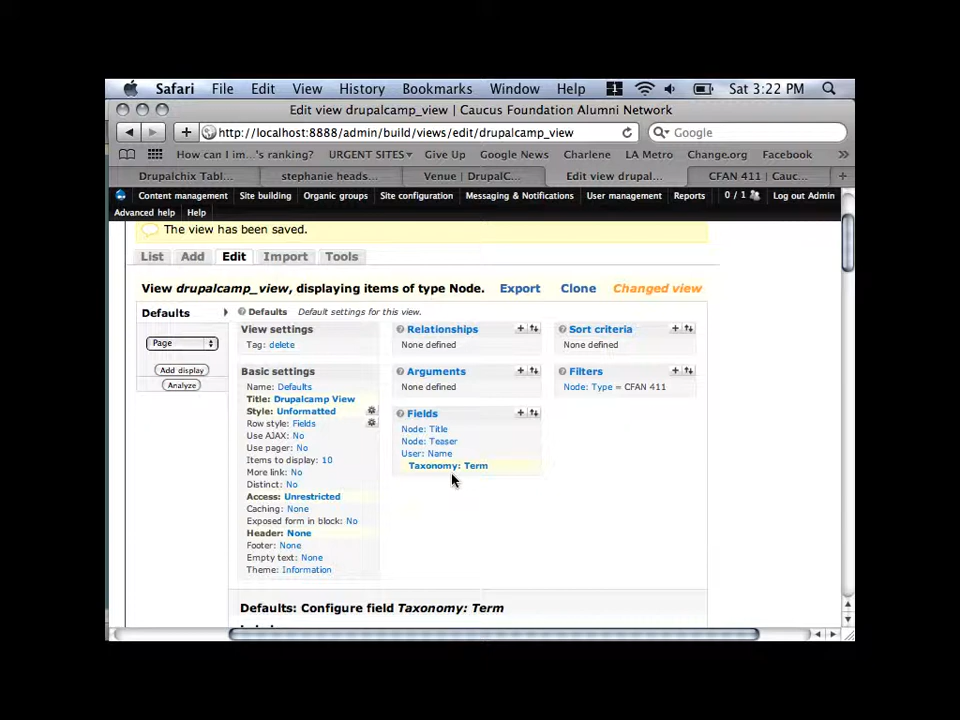 Safari File Edit View History Bookmarks Window Help 1 Sat 3:22 PM
Edit view drupalcamp_view | Caucus Foundation Alumni Network
http://localhost:8888/admin/build/views/edit/drupalcamp_view Google
How can I im...'s ranking? URGENT SITES Give Up Google News Charlene LA Metro Change.org Facebook
Drupalchix Tabl... stephanie heads... Venue | DrupalC... Edit view drupal... CFAN 411 | Cauc...
Content management Site building Organic groups Site configuration Messaging & Notifications User management Reports 0 / 1 Log out Admin
Advanced help Help
The view has been saved.
List Add Edit Import Tools
View drupalcamp_view, displaying items of type Node. Export Clone Changed view
Defaults
Page
Add display
Analyze
Defaults Default settings for this view.
View settings
Tag: delete
Basic settings
Name: Defaults
Title: Drupalcamp View
Style: Unformatted
Row style: Fields
Use AJAX: No
Use pager: No
Items to display: 10
More link: No
Distinct: No
Access: Unrestricted
Caching: None
Exposed form in block: No
Header: None
Footer: None
Empty text: None
Theme: Information
Relationships
None defined
Arguments
None defined
Fields
Node: Title
Node: Teaser
User: Name
Taxonomy: Term
Sort criteria
None defined
Filters
Node: Type = CFAN 411
Defaults: Configure field Taxonomy: Term